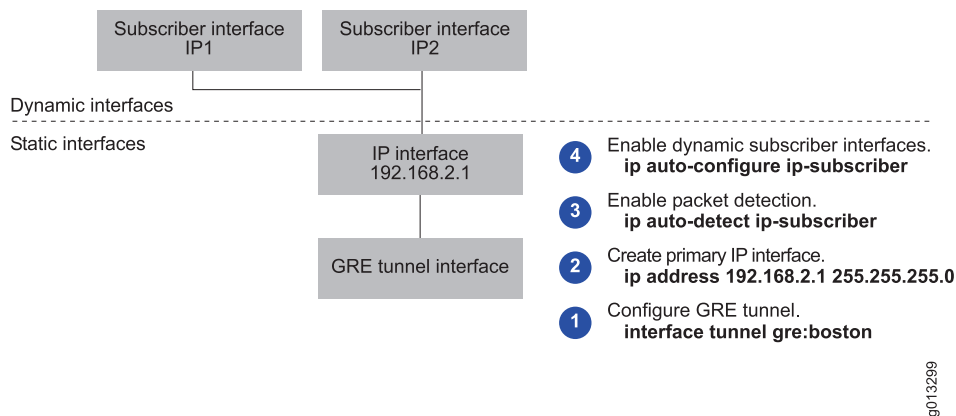 Subscriber interface
IP1
Subscriber interface
IP2
Dynamic interfaces
Static interfaces
IP interface
192.168.2.1
GRE tunnel interface
4
Enable dynamic subscriber interfaces.
ip auto-configure ip-subscriber
3
Enable packet detection.
ip auto-detect ip-subscriber
2
Create primary IP interface.
ip address 192.168.2.1 255.255.255.0
1
Configure GRE tunnel.
interface tunnel gre:boston
g013299